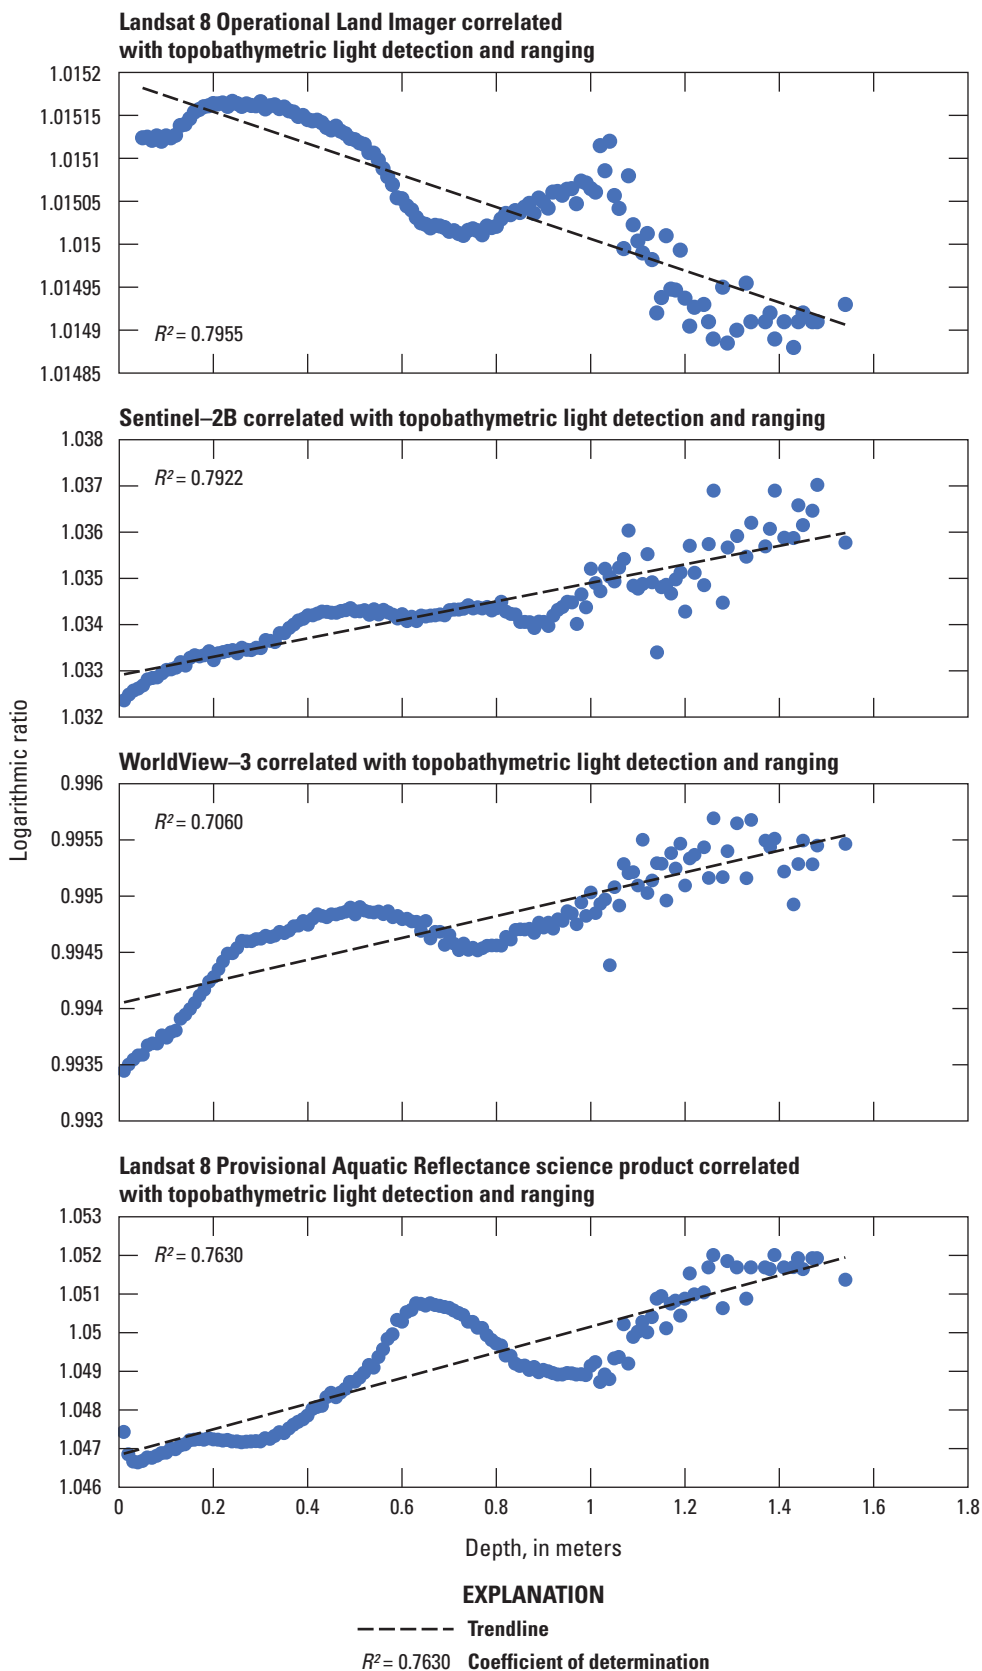 Landsat 8 Operational Land Imager correlated
with topobathymetric light detection and ranging
1.0152
1.01515
1.0151
1.01505
1.015
1.01495
1.0149
1.01485
R² = 0.7955
Sentinel–2B correlated with topobathymetric light detection and ranging
1.038
1.037
1.036
1.035
1.034
1.033
1.032
R² = 0.7922
Logarithmic ratio
WorldView–3 correlated with topobathymetric light detection and ranging
0.996
0.9955
0.995
0.9945
0.994
0.9935
0.993
R² = 0.7060
Landsat 8 Provisional Aquatic Reflectance science product correlated
with topobathymetric light detection and ranging
1.053
1.052
1.051
1.05
1.049
1.048
1.047
1.046
R² = 0.7630
0 0.2 0.4 0.6 0.8 1 1.2 1.4 1.6 1.8
Depth, in meters
EXPLANATION
Trendline
R² = 0.7630 Coefficient of determination